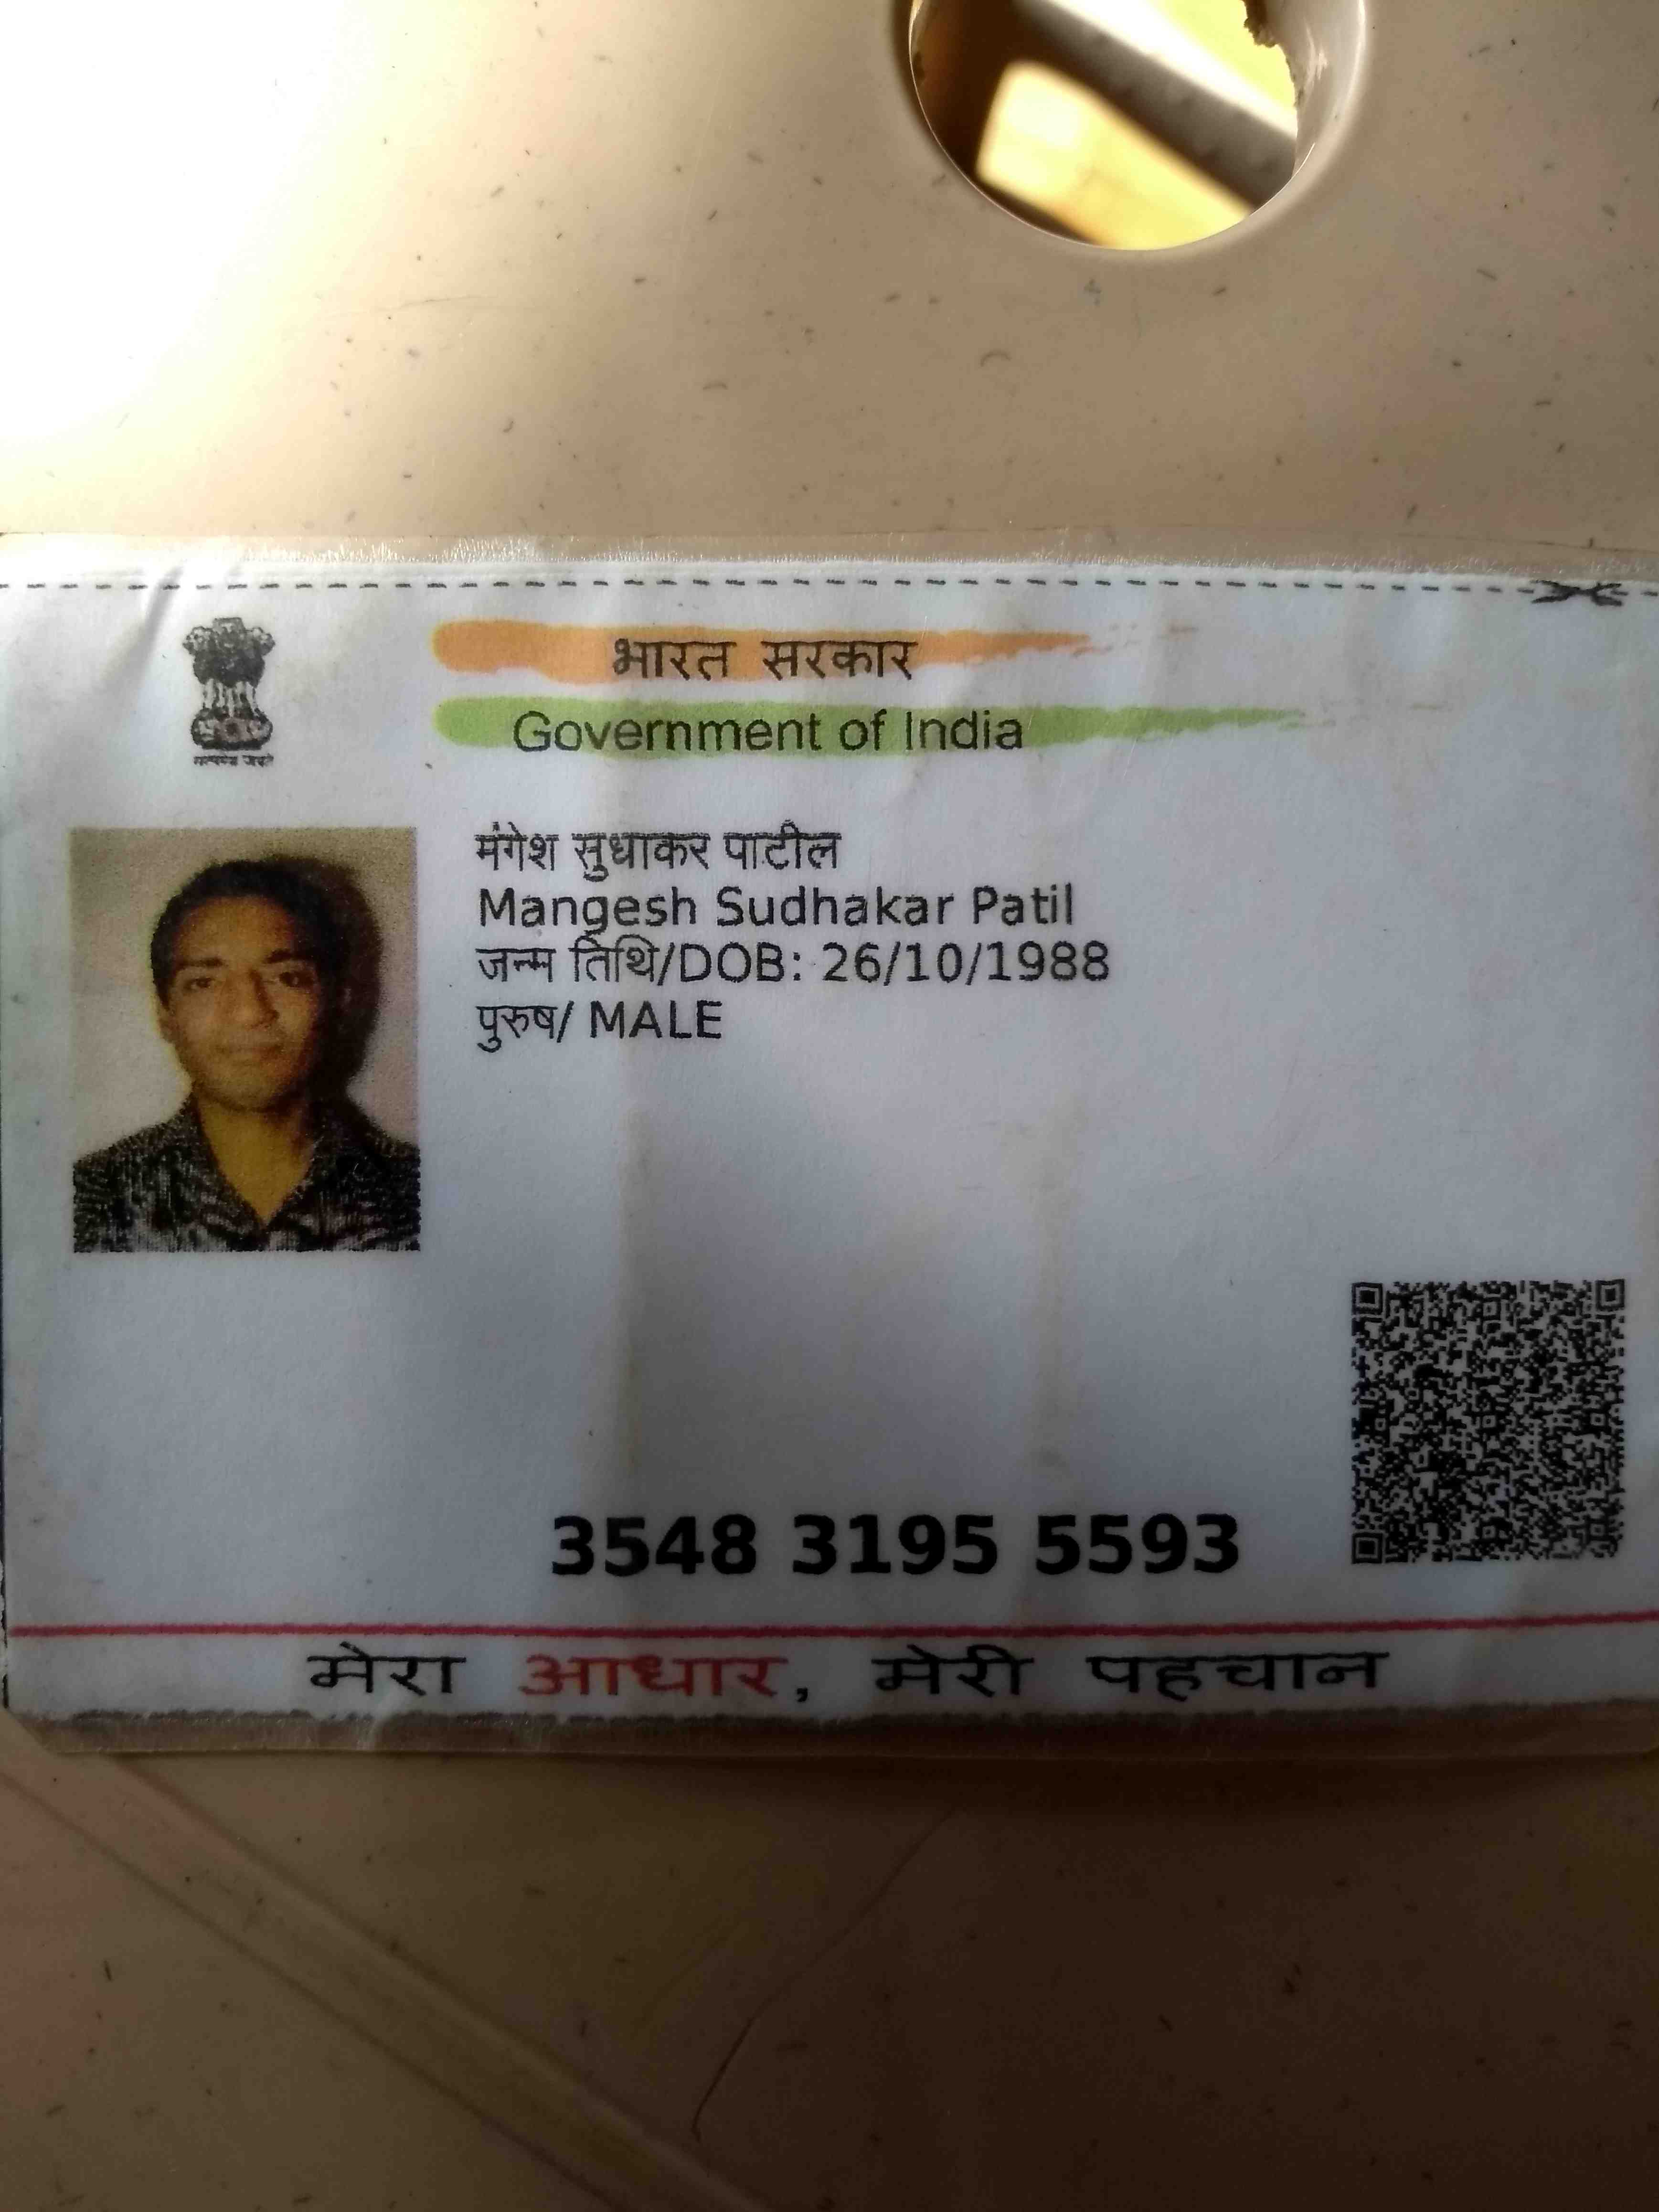 भारत सरकार
Government of India
सत्यमेव जयते
मंगेश सुधाकर पाटील
Mangesh Sudhakar Patil
जन्म तिथि/DOB: 26/10/1988
पुरुष/ MALE
3548 3195 5593
मेरा आधार, मेरी पहचान